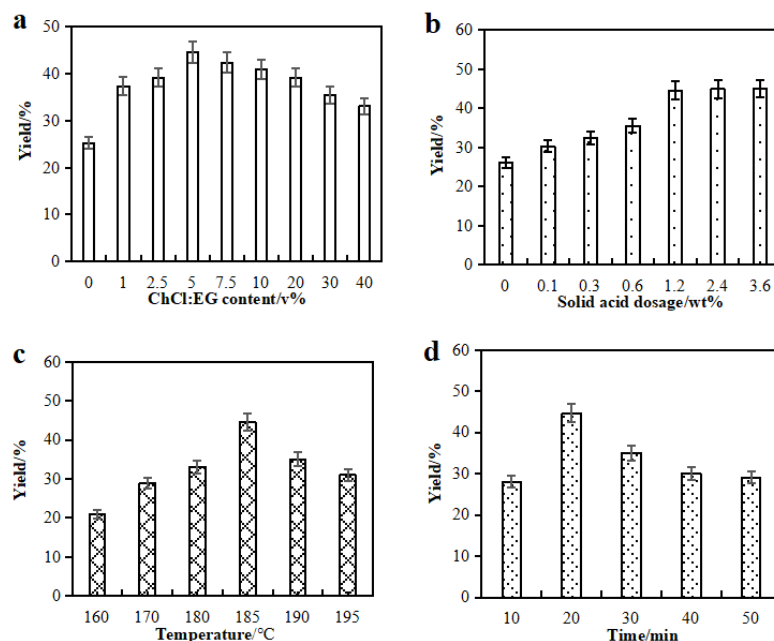 a
50
40
30
20
10
0
Yield/%
0 1 2.5 5 7.5 10 20 30 40
ChCl:EG content/v%
b
60
50
40
30
20
10
0
Yield/%
0 0.1 0.3 0.6 1.2 2.4 3.6
Solid acid dosage/wt%
c
60
50
40
30
20
10
0
Yield/%
160 170 180 185 190 195
Temperature/°C
d
60
50
40
30
20
10
0
Yield/%
10 20 30 40 50
Time/min